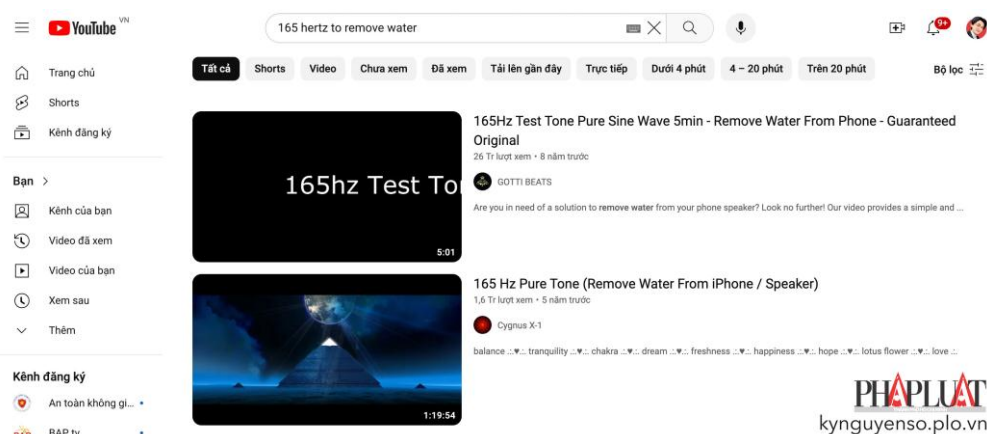 YouTube VN
165 hertz to remove water
9+
Trang chủ
Shorts
Kênh đăng ký
Bạn
Kênh của bạn
Video đã xem
Video của bạn
Xem sau
Thêm
Kênh đăng ký
An toàn không gi...
Tất cả
Shorts
Video
Chưa xem
Đã xem
Tải lên gần đây
Trực tiếp
Dưới 4 phút
4 – 20 phút
Trên 20 phút
Bộ lọc
165hz Test To
5:01
165Hz Test Tone Pure Sine Wave 5min - Remove Water From Phone - Guaranteed
Original
26 Tr lượt xem • 8 năm trước
GOTTI BEATS
Are you in need of a solution to remove water from your phone speaker? Look no further! Our video provides a simple and ...
1:19:54
165 Hz Pure Tone (Remove Water From iPhone / Speaker)
1,6 Tr lượt xem • 5 năm trước
Cygnus X-1
balance .:.♥.:. tranquility .:.♥.:. chakra .:.♥.:. dream .:.♥.:. freshness .:.♥.:. happiness .:.♥.:. hope .:.♥.:. lotus flower .:.♥.:. love .:.
PHÁPLUẬT
kynguyenso.plo.vn